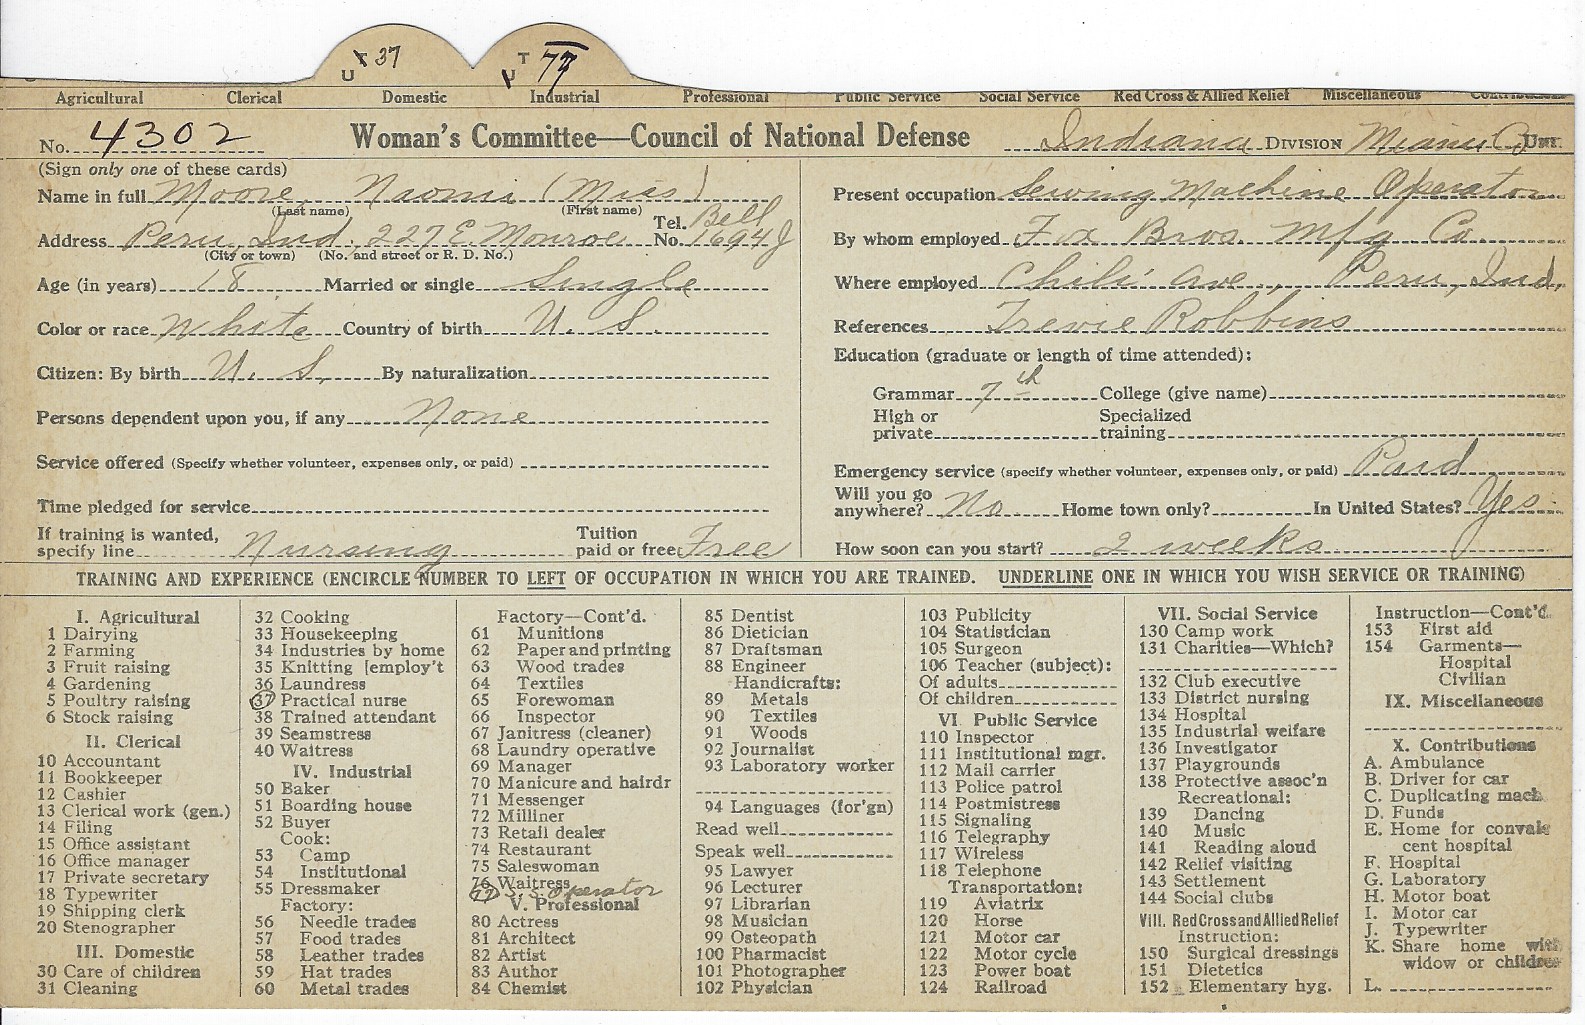 U T 37 T U 77
Agricultural Clerical Domestic Industrial Professional Public Service Social Service Red Cross & Allied Relief Miscellaneous Contributions
No. 4302 Woman's Committee—Council of National Defense Indiana DIVISION Miami Co UNIT.
(Sign only one of these cards)
Name in full Moore, Naomi (Miss)
(Last name) (First name)
Address Peru, Ind. 227 E. Monroe Tel. No. Bell 1694 J
(City or town) (No. and street or R. D. No.)
Age (in years) 18 Married or single Single
Color or race White Country of birth U. S.
Citizen: By birth U. S. By naturalization
Persons dependent upon you, if any None
Service offered (Specify whether volunteer, expenses only, or paid)
Time pledged for service
If training is wanted, specify line Nursing Tuition paid or free Free
Present occupation Sewing Machine Operator
By whom employed Fox Bros. Mfg Co.
Where employed Chili Ave., Peru, Ind.
References Trevie Robbins
Education (graduate or length of time attended):
Grammar 7th College (give name)
High or private Specialized training
Emergency service (specify whether volunteer, expenses only, or paid) Paid
Will you go anywhere? No Home town only? In United States? Yes
How soon can you start? 2 weeks
TRAINING AND EXPERIENCE (ENCIRCLE NUMBER TO LEFT OF OCCUPATION IN WHICH YOU ARE TRAINED. UNDERLINE ONE IN WHICH YOU WISH SERVICE OR TRAINING)
I. Agricultural
1 Dairying
2 Farming
3 Fruit raising
4 Gardening
5 Poultry raising
6 Stock raising
II. Clerical
10 Accountant
11 Bookkeeper
12 Cashier
13 Clerical work (gen.)
14 Filing
15 Office assistant
16 Office manager
17 Private secretary
18 Typewriter
19 Shipping clerk
20 Stenographer
III. Domestic
30 Care of children
31 Cleaning
32 Cooking
33 Housekeeping
34 Industries by home
35 Knitting [employ't
36 Laundress
37 Practical nurse
38 Trained attendant
39 Seamstress
40 Waitress
IV. Industrial
50 Baker
51 Boarding house
52 Buyer
Cook:
53 Camp
54 Institutional
55 Dressmaker
Factory:
56 Needle trades
57 Food trades
58 Leather trades
59 Hat trades
60 Metal trades
Factory—Cont'd.
61 Munitions
62 Paper and printing
63 Wood trades
64 Textiles
65 Forewoman
66 Inspector
67 Janitress (cleaner)
68 Laundry operative
69 Manager
70 Manicure and hairdr
71 Messenger
72 Milliner
73 Retail dealer
74 Restaurant
75 Saleswoman
76 Waitress
77 S. S. Operator
V. Professional
80 Actress
81 Architect
82 Artist
83 Author
84 Chemist
85 Dentist
86 Dietician
87 Draftsman
88 Engineer
Handicrafts:
89 Metals
90 Textiles
91 Woods
92 Journalist
93 Laboratory worker
94 Languages (for'gn)
Read well
Speak well
95 Lawyer
96 Lecturer
97 Librarian
98 Musician
99 Osteopath
100 Pharmacist
101 Photographer
102 Physician
103 Publicity
104 Statistician
105 Surgeon
106 Teacher (subject):
Of adults
Of children
VI. Public Service
110 Inspector
111 Institutional mgr.
112 Mail carrier
113 Police patrol
114 Postmistress
115 Signaling
116 Telegraphy
117 Wireless
118 Telephone
Transportation:
119 Aviatrix
120 Horse
121 Motor car
122 Motor cycle
123 Power boat
124 Railroad
VII. Social Service
130 Camp work
131 Charities—Which?
132 Club executive
133 District nursing
134 Hospital
135 Industrial welfare
136 Investigator
137 Playgrounds
138 Protective assoc'n
Recreational:
139 Dancing
140 Music
141 Reading aloud
142 Relief visiting
143 Settlement
144 Social clubs
VIII. Red Cross and Allied Relief
Instruction:
150 Surgical dressings
151 Dietetics
152 Elementary hyg.
Instruction—Cont'd.
153 First aid
154 Garments—
Hospital
Civilian
IX. Miscellaneous
X. Contributions
A. Ambulance
B. Driver for car
C. Duplicating mach.
D. Funds
E. Home for convales
cent hospital
F. Hospital
G. Laboratory
H. Motor boat
I. Motor car
J. Typewriter
K. Share home with
widow or children
L.